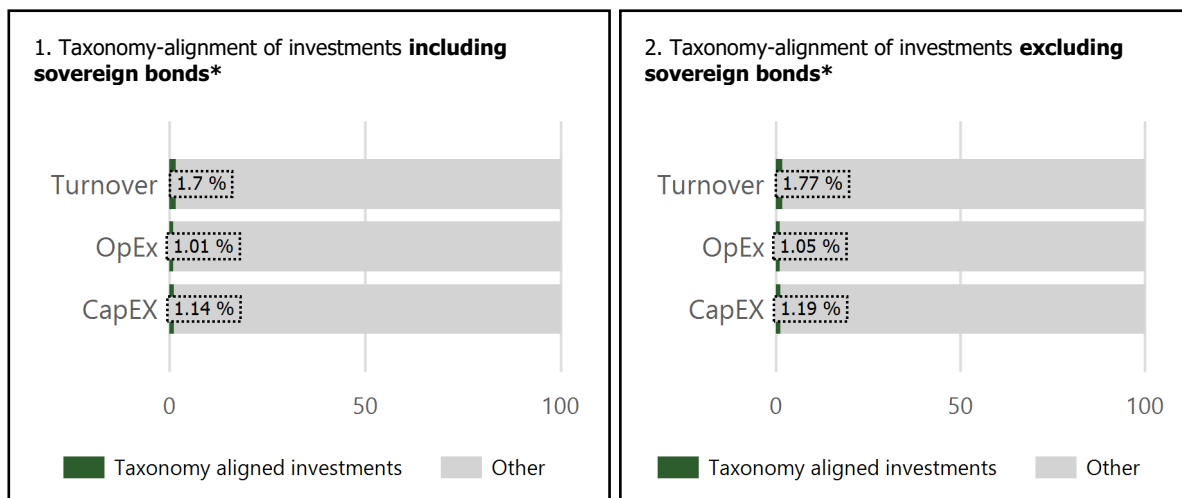 1. Taxonomy-alignment of investments including
sovereign bonds*
Turnover
1.7 %
OpEx
1.01 %
CapEX
1.14 %
0
50
100
Taxonomy aligned investments
Other
2. Taxonomy-alignment of investments excluding
sovereign bonds*
Turnover
1.77 %
OpEx
1.05 %
CapEX
1.19 %
0
50
100
Taxonomy aligned investments
Other